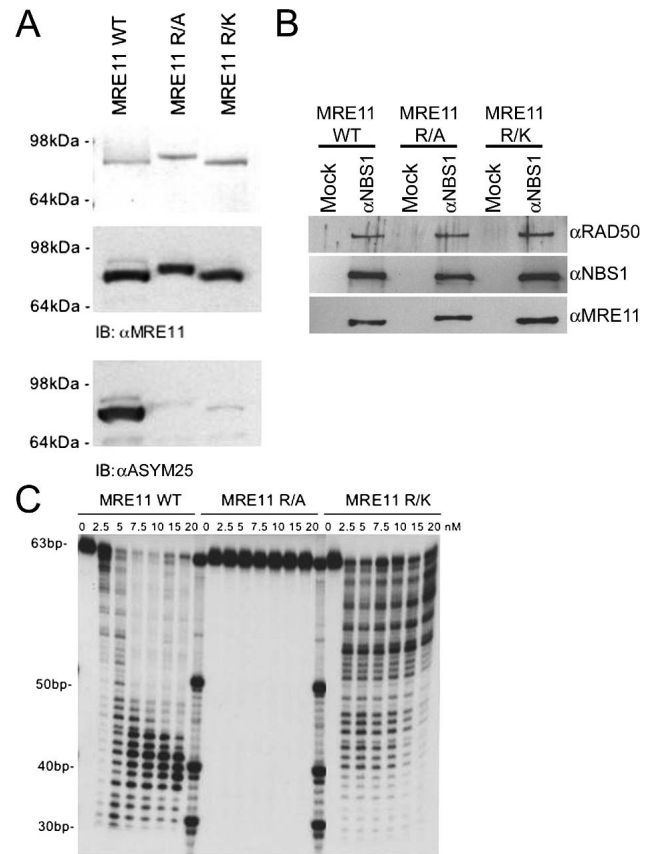 A
MRE11 WT
MRE11 R/A
MRE11 R/K
98kDa -
64kDa -
98kDa -
64kDa -
IB: αMRE11
98kDa -
64kDa -
IB: αASYM25
B
MRE11 WT
MRE11 R/A
MRE11 R/K
Mock
αNBS1
Mock
αNBS1
Mock
αNBS1
αRAD50
αNBS1
αMRE11
C
MRE11 WT
MRE11 R/A
MRE11 R/K
0 2.5 5 7.5 10 15 20 0 2.5 5 7.5 10 15 20 0 2.5 5 7.5 10 15 20 nM
63bp-
50bp-
40bp-
30bp-